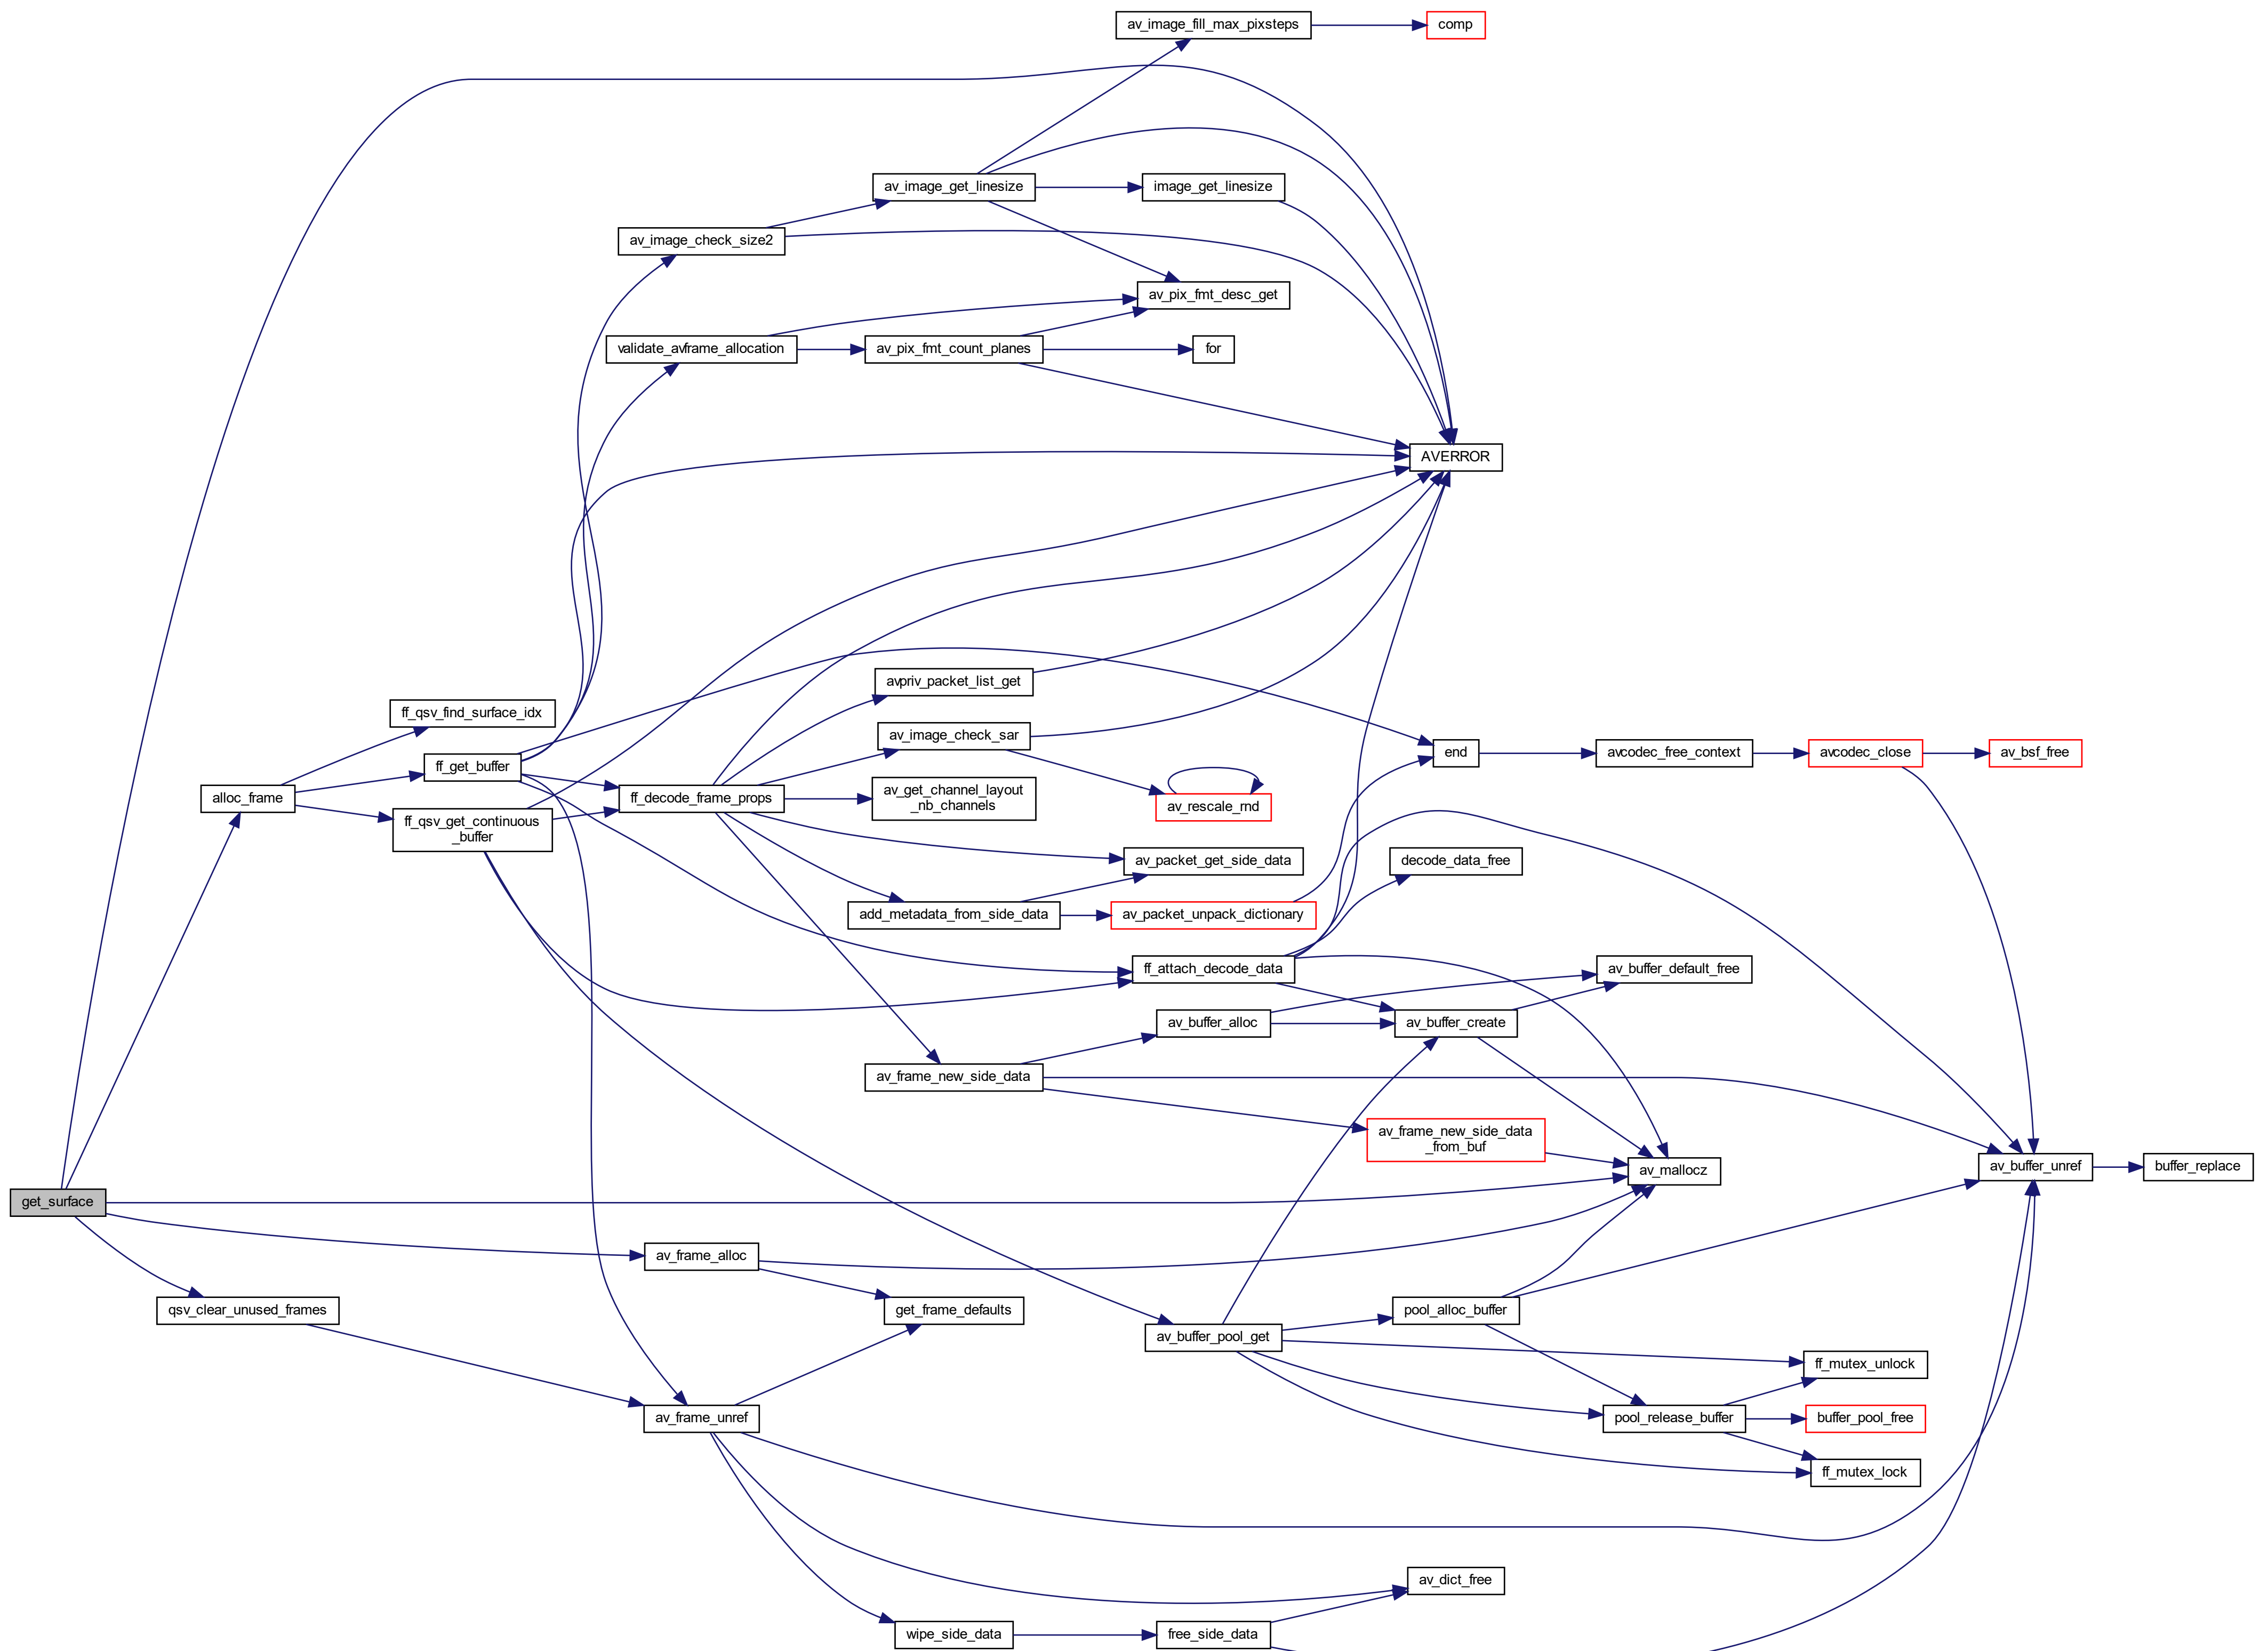 av_image_fill_max_pixsteps
comp
av_image_get_linesize
image_get_linesize
av_image_check_size2
av_pix_fmt_desc_get
validate_avframe_allocation
av_pix_fmt_count_planes
for
AVERROR
avpriv_packet_list_get
ff_qsv_find_surface_idx
av_image_check_sar
end
avcodec_free_context
avcodec_close
av_bsf_free
ff_get_buffer
alloc_frame
ff_decode_frame_props
av_get_channel_layout
_nb_channels
av_rescale_rnd
ff_qsv_get_continuous
_buffer
av_packet_get_side_data
decode_data_free
add_metadata_from_side_data
av_packet_unpack_dictionary
ff_attach_decode_data
av_buffer_default_free
av_buffer_alloc
av_buffer_create
av_frame_new_side_data
av_frame_new_side_data
_from_buf
av_mallocz
av_buffer_unref
buffer_replace
get_surface
av_frame_alloc
qsv_clear_unused_frames
get_frame_defaults
pool_alloc_buffer
av_buffer_pool_get
ff_mutex_unlock
av_frame_unref
pool_release_buffer
buffer_pool_free
ff_mutex_lock
av_dict_free
wipe_side_data
free_side_data